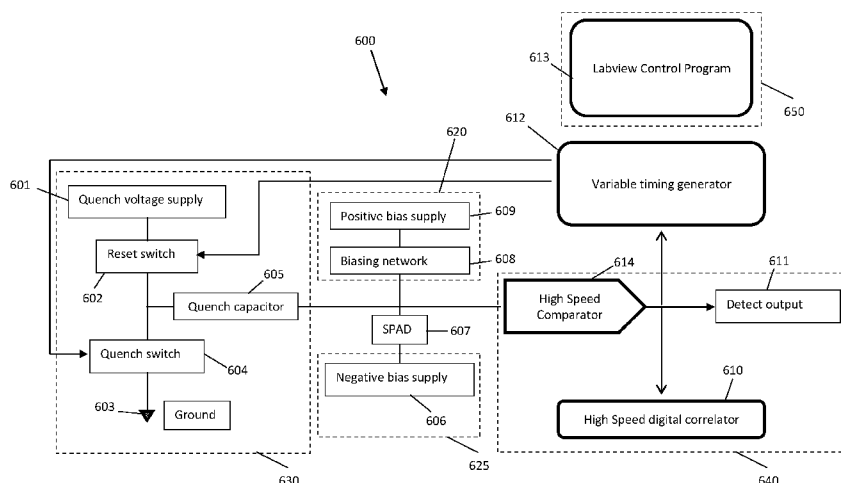 600
613
Labview Control Program
650
612
620
601
Quench voltage supply
Variable timing generator
Positive bias supply
609
Reset switch
602
605
Biasing network
608
614
611
Quench capacitor
High Speed
Comparator
Detect output
SPAD
607
Quench switch
604
Negative bias supply
606
603
Ground
610
High Speed digital correlator
630
625
640